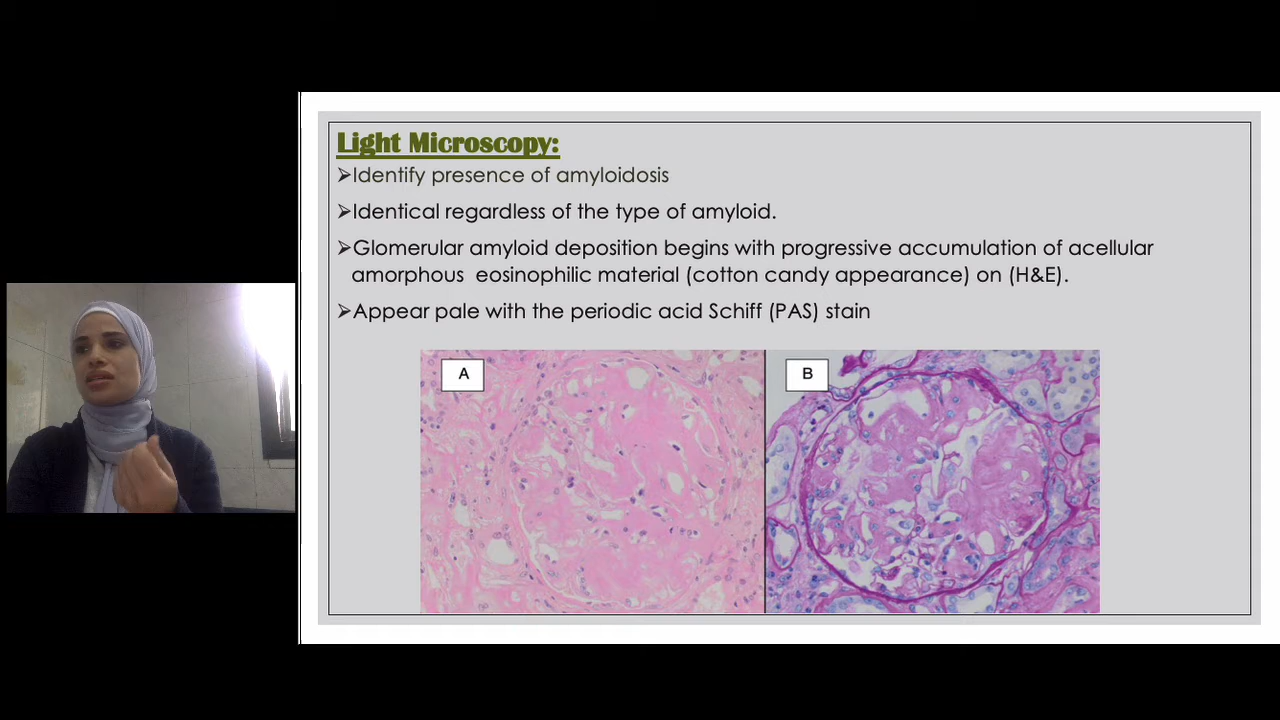 Light Microscopy:
➢Identify presence of amyloidosis
➢Identical regardless of the type of amyloid.
➢Glomerular amyloid deposition begins with progressive accumulation of acellular
amorphous eosinophilic material (cotton candy appearance) on (H&E).
➢Appear pale with the periodic acid Schiff (PAS) stain
A
B